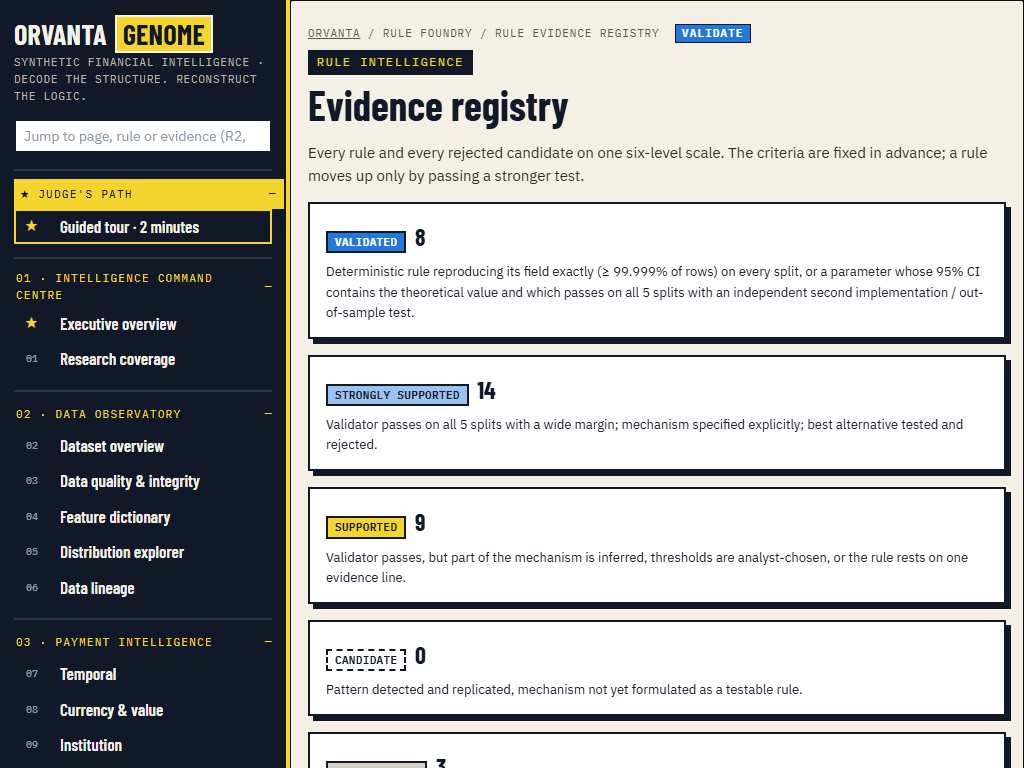 ORVANTA GENOME
SYNTHETIC FINANCIAL INTELLIGENCE ·
DECODE THE STRUCTURE. RECONSTRUCT
THE LOGIC.
Jump to page, rule or evidence (R2,
★ JUDGE'S PATH –
★ Guided tour · 2 minutes
01 · INTELLIGENCE COMMAND
CENTRE –
★ Executive overview
01 Research coverage
02 · DATA OBSERVATORY –
02 Dataset overview
03 Data quality & integrity
04 Feature dictionary
05 Distribution explorer
06 Data lineage
03 · PAYMENT INTELLIGENCE –
07 Temporal
08 Currency & value
09 Institution
ORVANTA / RULE FOUNDRY / RULE EVIDENCE REGISTRY VALIDATE
RULE INTELLIGENCE
Evidence registry
Every rule and every rejected candidate on one six-level scale. The criteria are fixed in advance; a rule
moves up only by passing a stronger test.
VALIDATED 8
Deterministic rule reproducing its field exactly (≥ 99.999% of rows) on every split, or a parameter whose 95% CI
contains the theoretical value and which passes on all 5 splits with an independent second implementation / out-
of-sample test.
STRONGLY SUPPORTED 14
Validator passes on all 5 splits with a wide margin; mechanism specified explicitly; best alternative tested and
rejected.
SUPPORTED 9
Validator passes, but part of the mechanism is inferred, thresholds are analyst-chosen, or the rule rests on one
evidence line.
CANDIDATE 0
Pattern detected and replicated, mechanism not yet formulated as a testable rule.
3